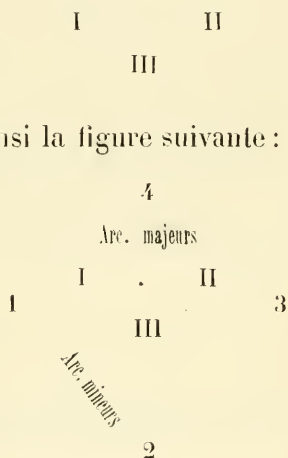 I II
III
nsi la figure suivante :
4
Arc. majeurs
I . II
1 3
III
Arc. mineurs
2